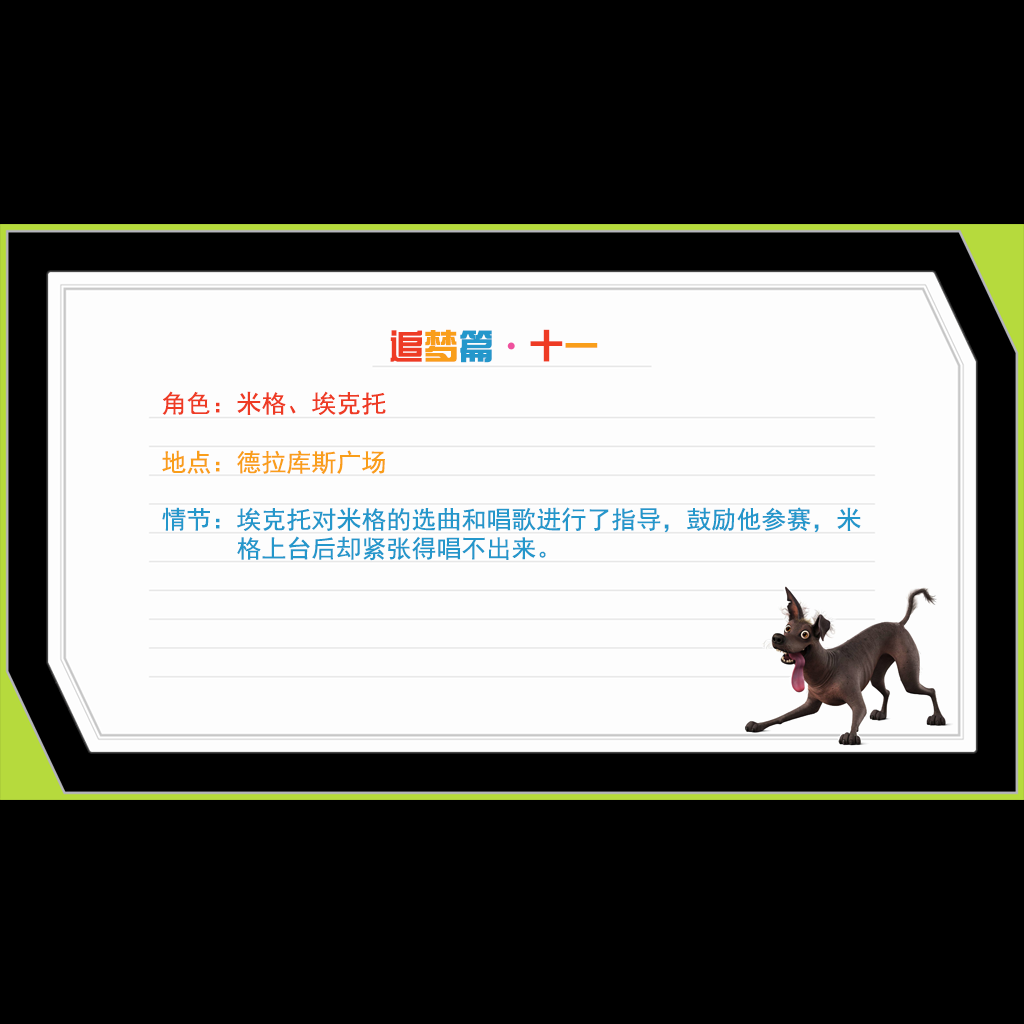 追梦篇·十一
角色：米格、埃克托
地点：德拉库斯广场
情节：埃克托对米格的选曲和唱歌进行了指导，鼓励他参赛，米
格上台后却紧张得唱不出来。